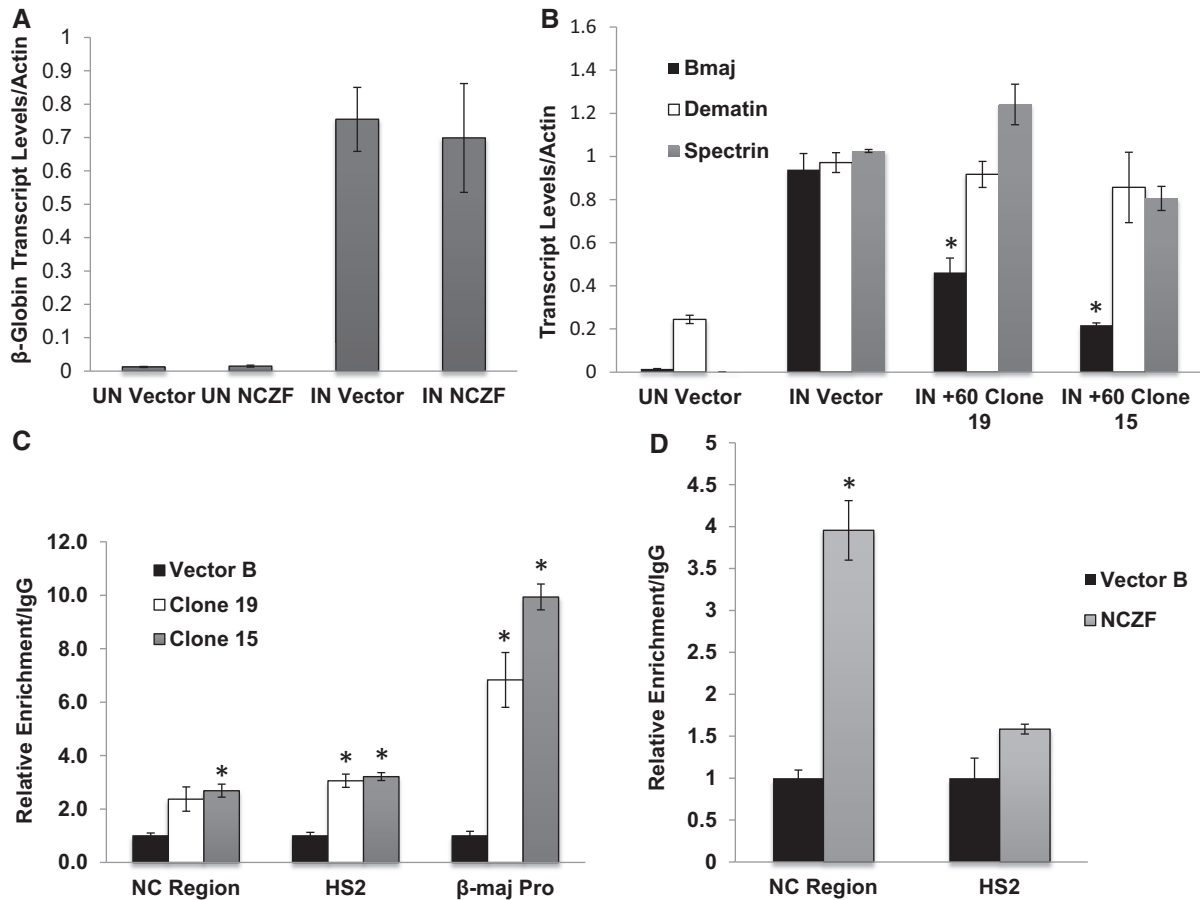 A
β-Globin Transcript Levels/Actin
1
0.9
0.8
0.7
0.6
0.5
0.4
0.3
0.2
0.1
0
UN Vector UN NCZF IN Vector IN NCZF
B
Transcript Levels/Actin
1.6
1.4
1.2
1
0.8
0.6
0.4
0.2
0
Bmaj
Dematin
Spectrin
*
*
UN Vector IN Vector IN +60 Clone 19 IN +60 Clone 15
C
Relative Enrichment/IgG
12.0
10.0
8.0
6.0
4.0
2.0
0.0
Vector B
Clone 19
Clone 15
*
* *
* *
NC Region HS2 β-maj Pro
D
Relative Enrichment/IgG
5
4.5
4
3.5
3
2.5
2
1.5
1
0.5
0
*
Vector B
NCZF
NC Region HS2